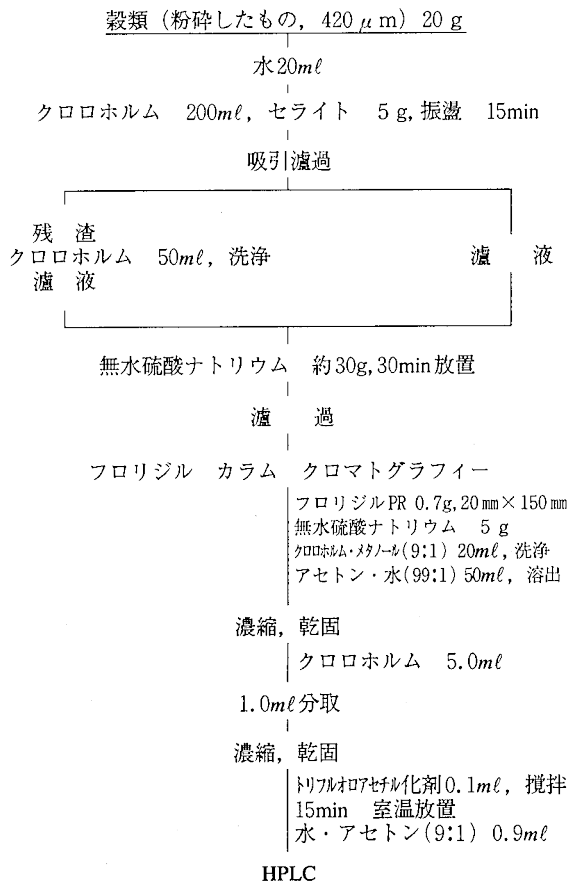 穀類（粉砕したもの，420μm）20g
水20mℓ
クロロホルム　200mℓ，セライト　5g，振盪　15min
吸引濾過
残　渣
クロロホルム　50mℓ，洗浄
濾　液
濾　液
無水硫酸ナトリウム　約30g，30min放置
濾　過
フロリジル　カラム　クロマトグラフィー
フロリジルPR 0.7g，20㎜×150㎜
無水硫酸ナトリウム　5g
クロロホルム・メタノール(9:1) 20mℓ，洗浄
アセトン・水(99:1) 50mℓ，溶出
濃縮，乾固
クロロホルム　5.0mℓ
1.0mℓ分取
濃縮，乾固
トリフルオロアセチル化剤0.1mℓ，攪拌
15min　室温放置
水・アセトン(9:1) 0.9mℓ
HPLC